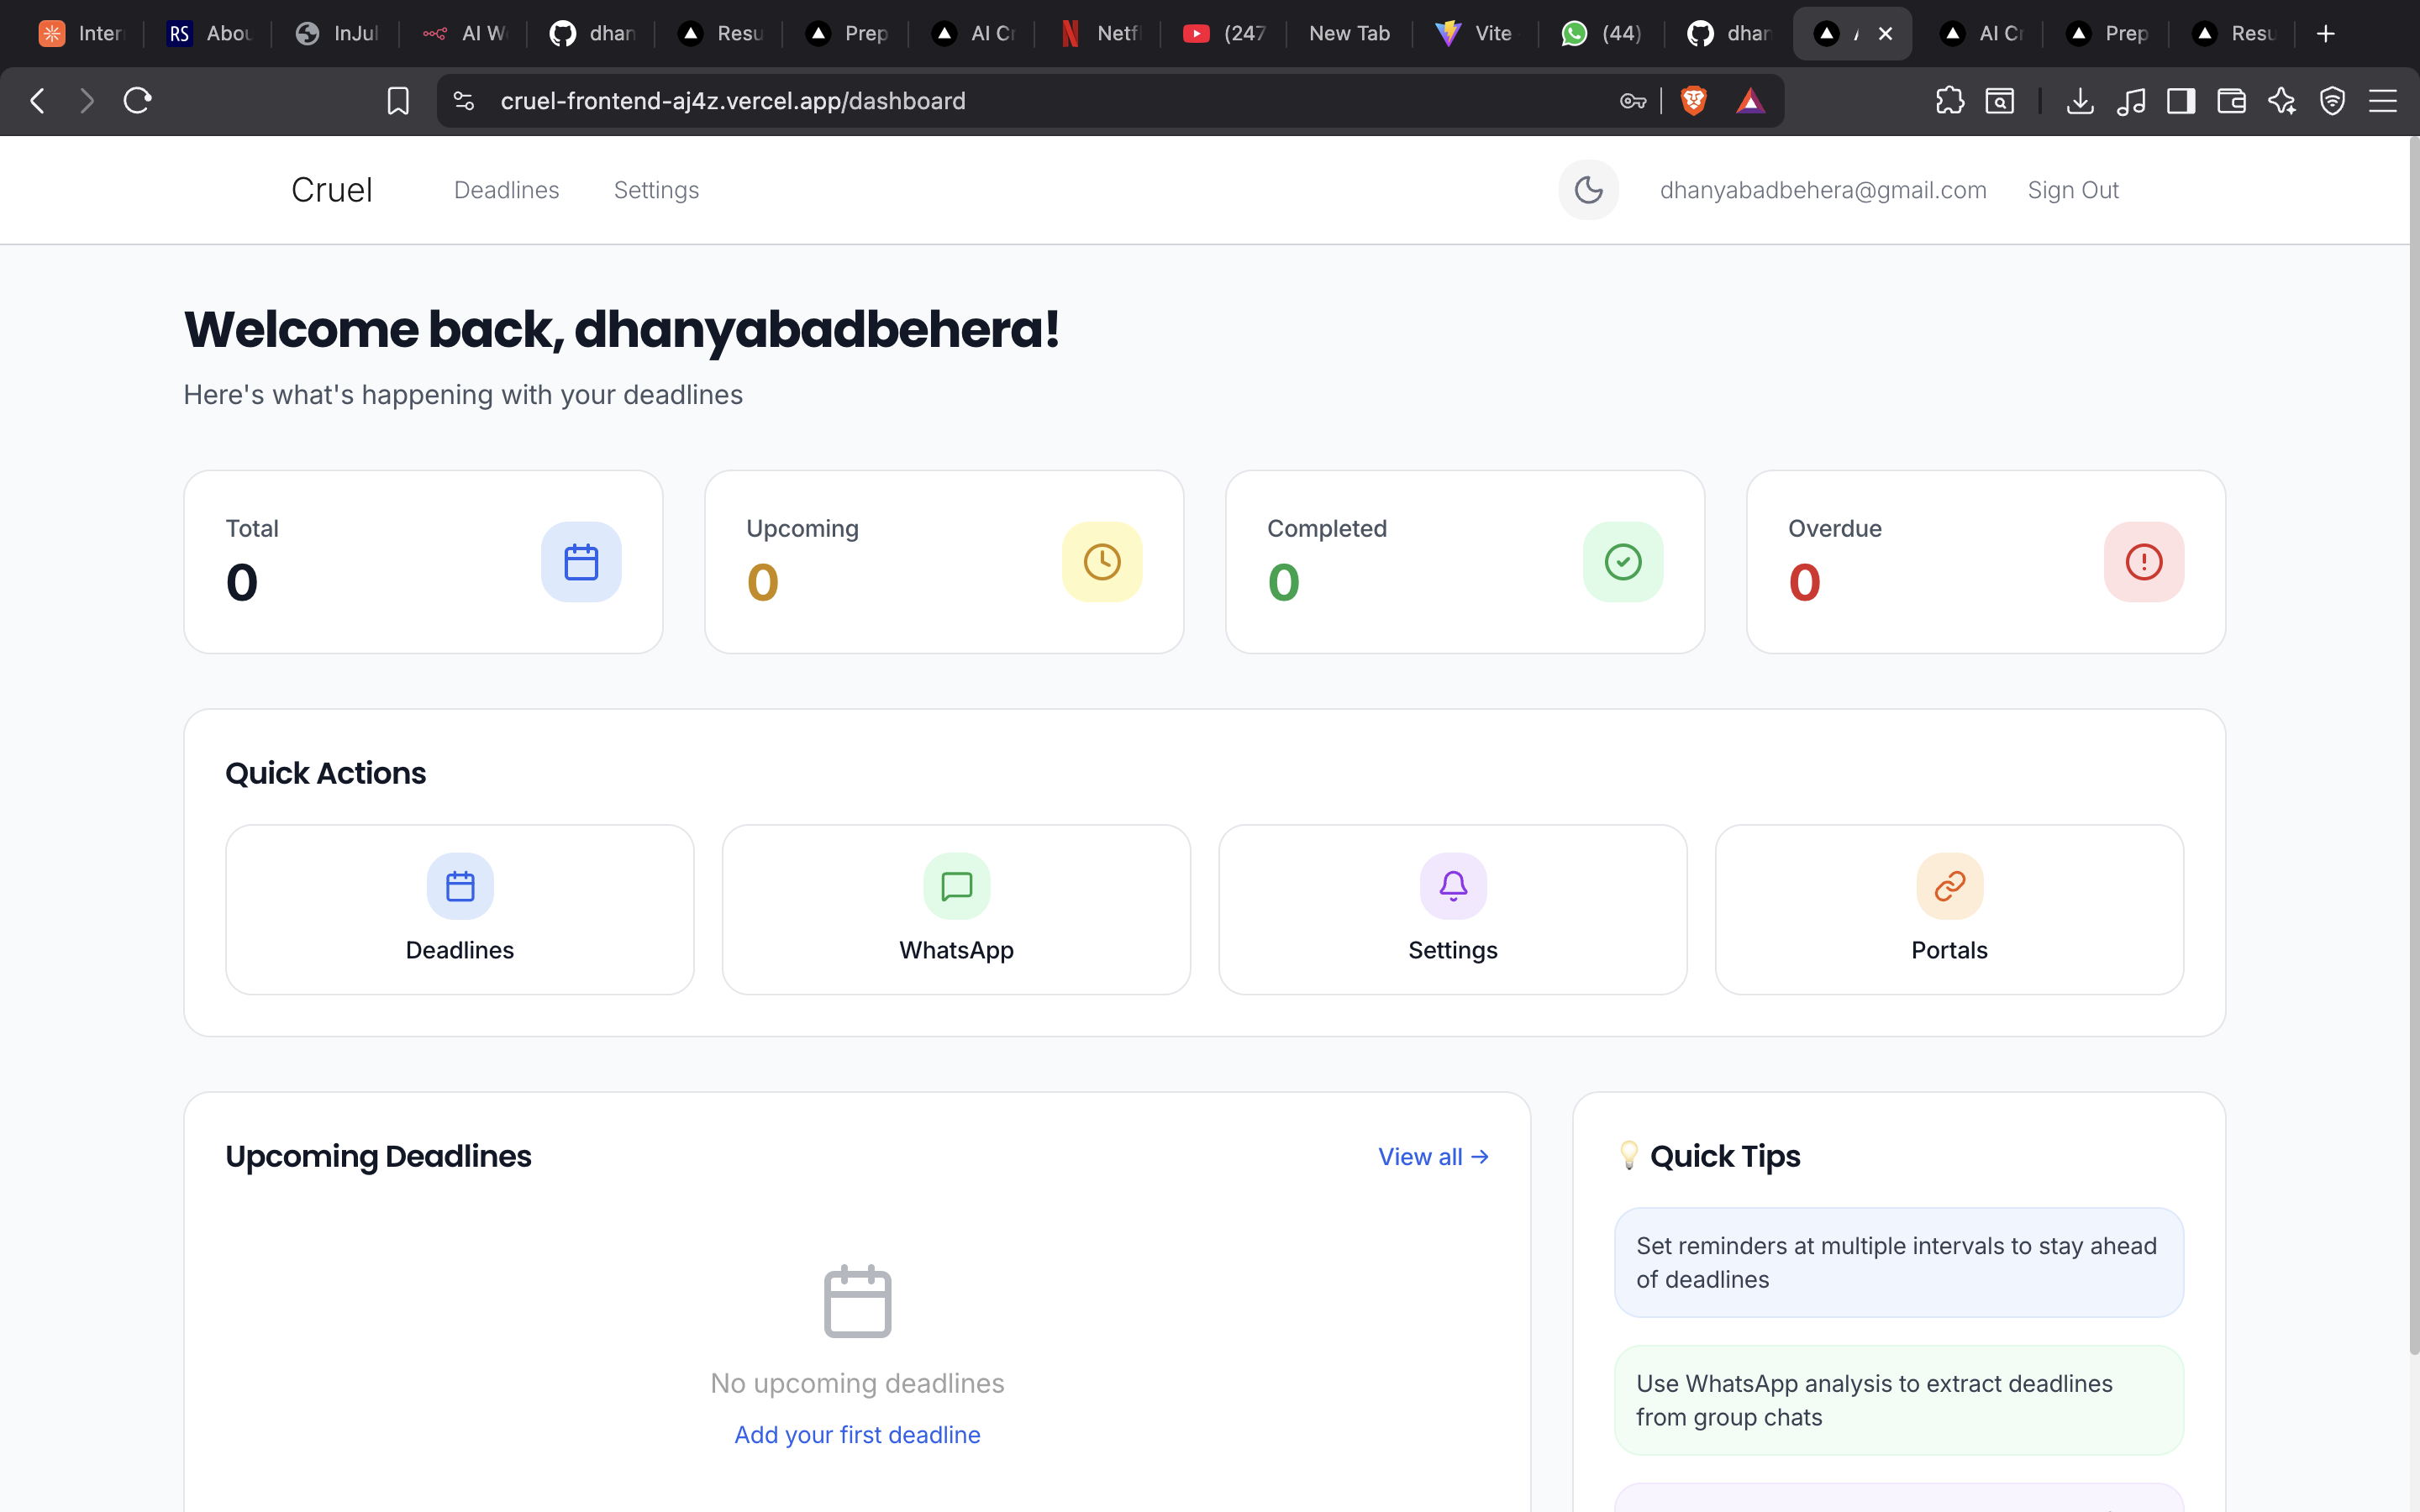 Inter
RS Abou
InJul
AI W
dhan
Resu
Prep
AI Cr
Netfl
(247
New Tab
Vite
(44)
dhan
AI Cr
Prep
Resu
cruel-frontend-aj4z.vercel.app/dashboard
Cruel Deadlines Settings dhanyabadbehera@gmail.com Sign Out
Welcome back, dhanyabadbehera!
Here's what's happening with your deadlines
Total
0
Upcoming
0
Completed
0
Overdue
0
Quick Actions
Deadlines
WhatsApp
Settings
Portals
Upcoming Deadlines
View all →
No upcoming deadlines
Add your first deadline
💡 Quick Tips
Set reminders at multiple intervals to stay ahead
of deadlines
Use WhatsApp analysis to extract deadlines
from group chats